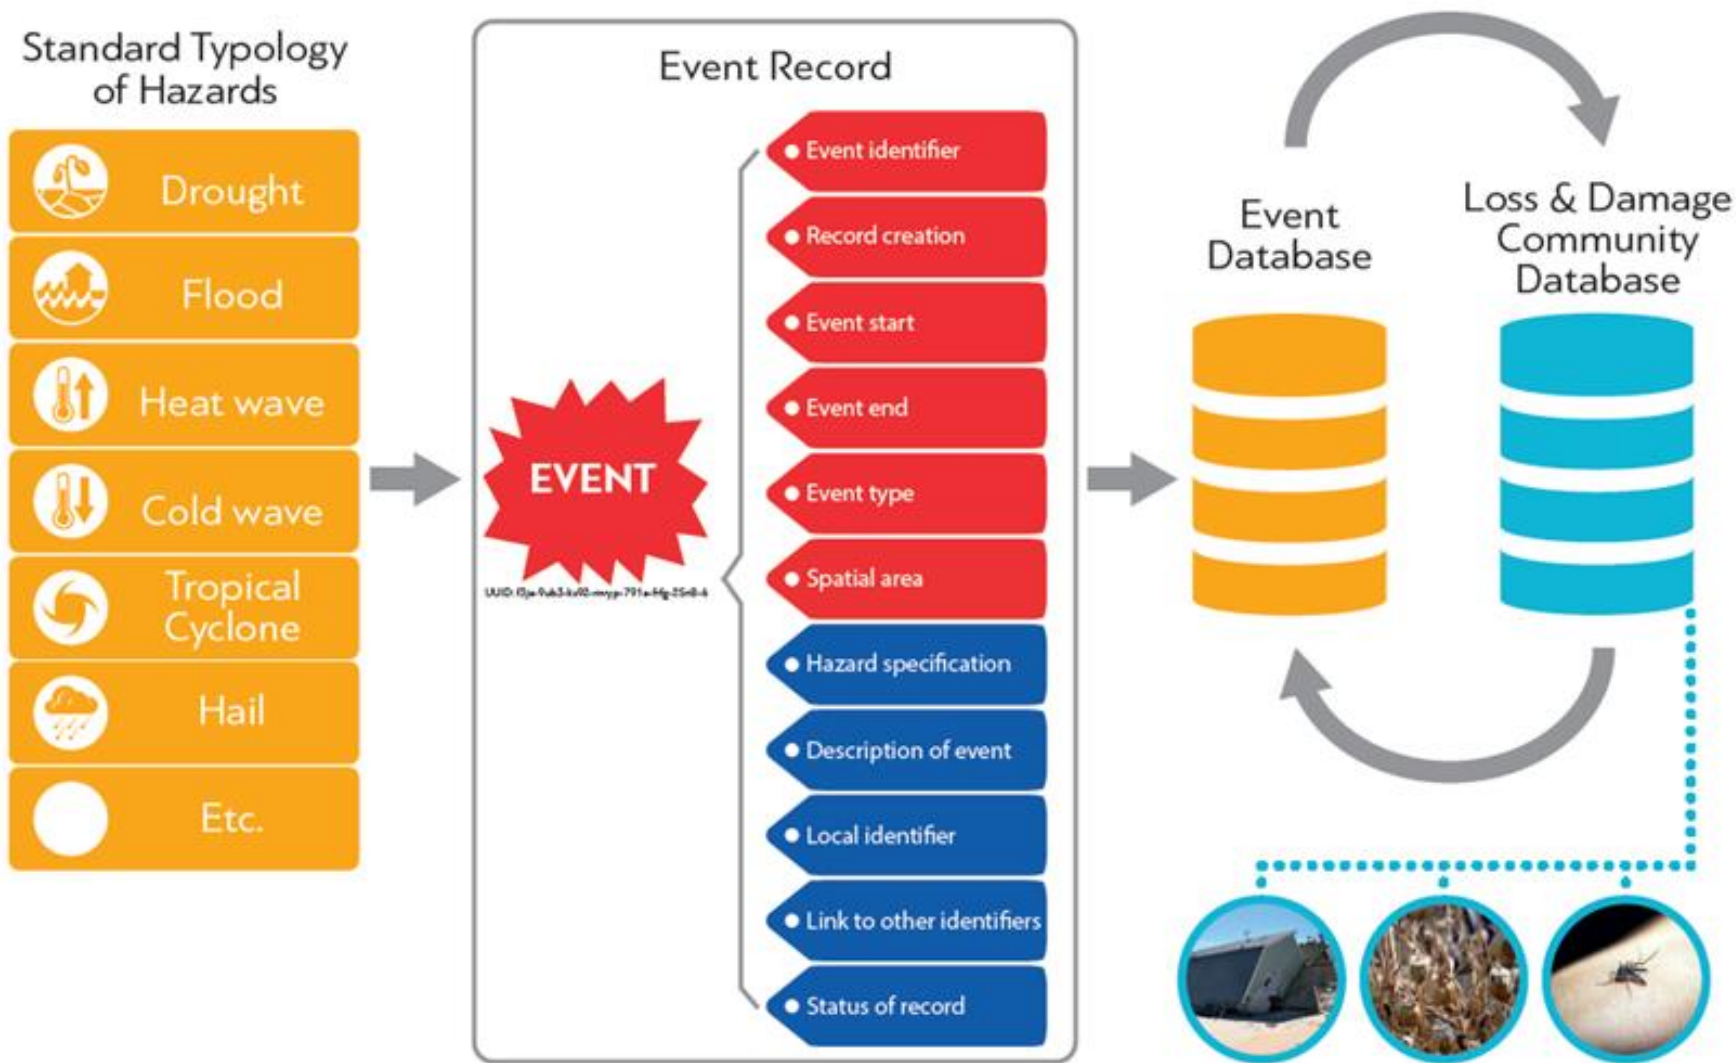 Standard Typology
of Hazards
Drought
Flood
Heat wave
Cold wave
Tropical
Cyclone
Hail
Etc.
Event Record
EVENT
UUID:
Event identifier
Record creation
Event start
Event end
Event type
Spatial area
Hazard specification
Description of event
Local identifier
Link to other identifiers
Status of record
Event
Database
Loss & Damage
Community
Database